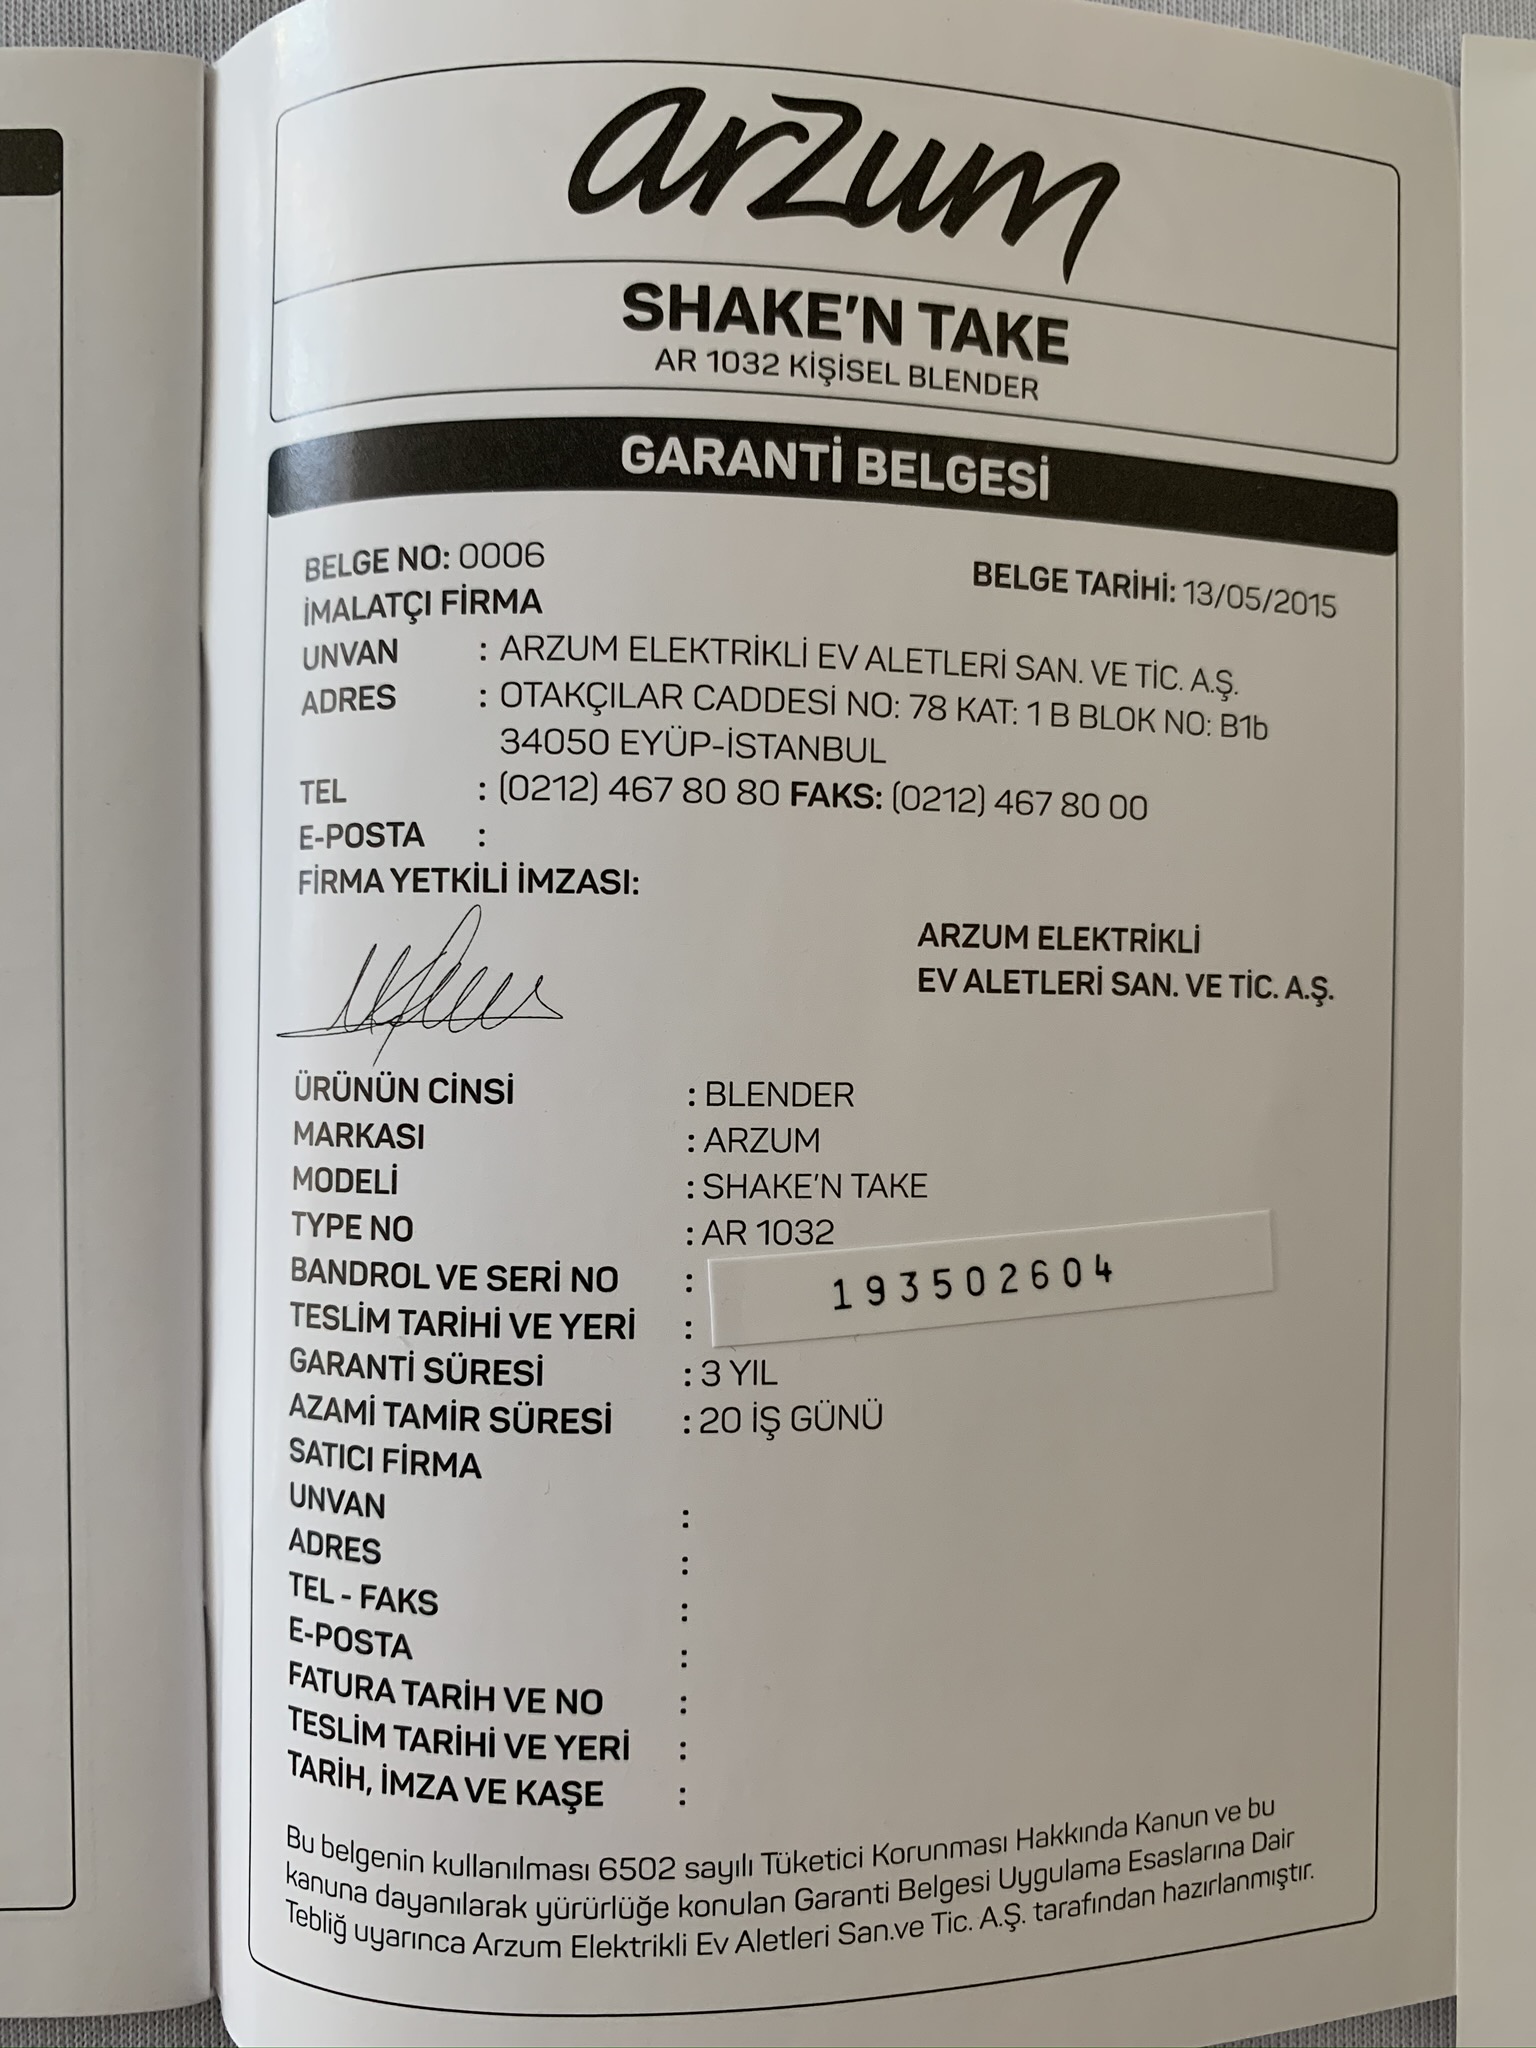 arzum
SHAKE'N TAKE
AR 1032 KİŞİSEL BLENDER
GARANTİ BELGESİ
BELGE NO: 0006
BELGE TARİHİ: 13/05/2015
İMALATÇI FİRMA
UNVAN : ARZUM ELEKTRİKLİ EV ALETLERİ SAN. VE TİC. A.Ş.
ADRES : OTAKÇILAR CADDESİ NO: 78 KAT: 1 B BLOK NO: B1b
34050 EYÜP-İSTANBUL
TEL : (0212) 467 80 80 FAKS: (0212) 467 80 00
E-POSTA :
FİRMA YETKİLİ İMZASI:
ARZUM ELEKTRİKLİ
EV ALETLERİ SAN. VE TİC. A.Ş.
ÜRÜNÜN CİNSİ : BLENDER
MARKASI : ARZUM
MODELİ : SHAKE'N TAKE
TYPE NO : AR 1032
BANDROL VE SERİ NO : 193502604
TESLİM TARİHİ VE YERİ :
GARANTİ SÜRESİ : 3 YIL
AZAMİ TAMİR SÜRESİ : 20 İŞ GÜNÜ
SATICI FİRMA
UNVAN :
ADRES :
TEL - FAKS :
E-POSTA :
FATURA TARİH VE NO :
TESLİM TARİHİ VE YERİ :
TARİH, İMZA VE KAŞE :
Bu belgenin kullanılması 6502 sayılı Tüketici Korunması Hakkında Kanun ve bu
kanuna dayanılarak yürürlüğe konulan Garanti Belgesi Uygulama Esaslarına Dair
Tebliğ uyarınca Arzum Elektrikli Ev Aletleri San.ve Tic. A.Ş. tarafından hazırlanmıştır.